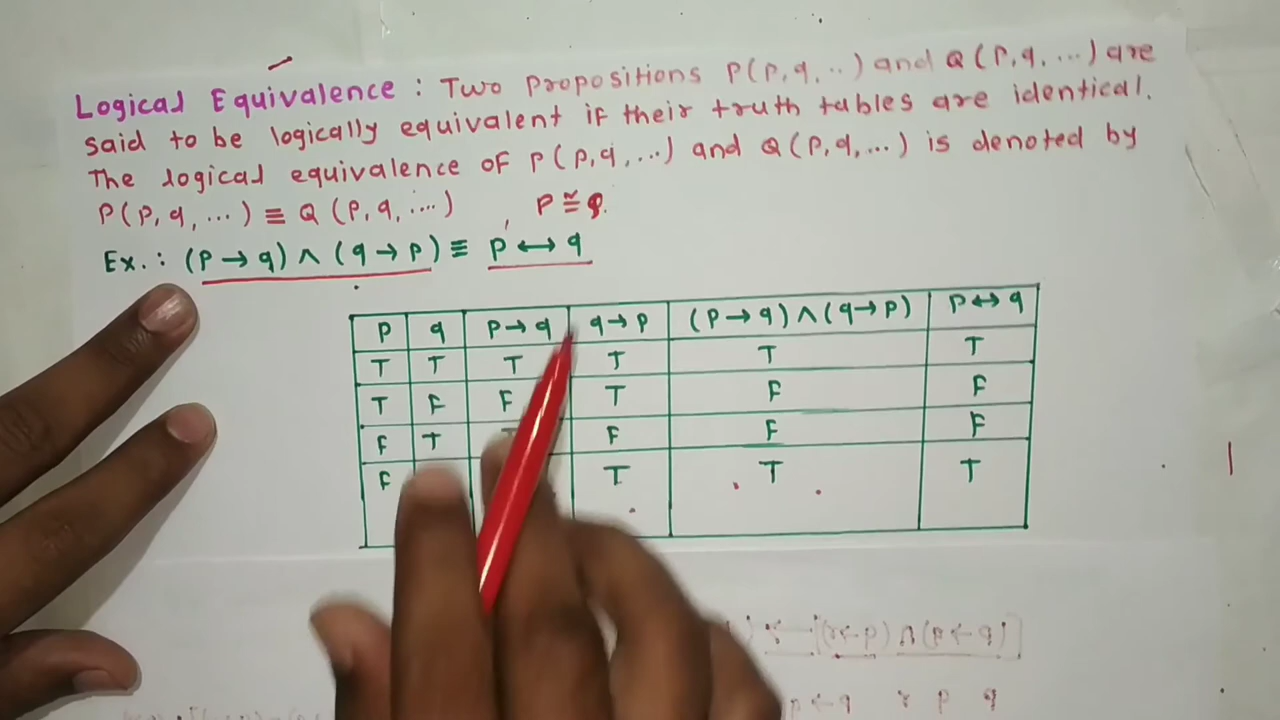 Logical Equivalence : Two propositions P(p,q,..) and Q(p,q,...) are
said to be logically equivalent if their truth tables are identical.
The logical equivalence of P(p,q,...) and Q(p,q,...) is denoted by
P(p,q,...) ≡ Q(p,q,....) , P ≅ Q.
Ex.: (p→q) ∧ (q→p) ≡ p ↔ q
p q p→q q→p (p→q)∧(q→p) p↔q
T T T T T T
T F F T F F
F T F F F
F T T T